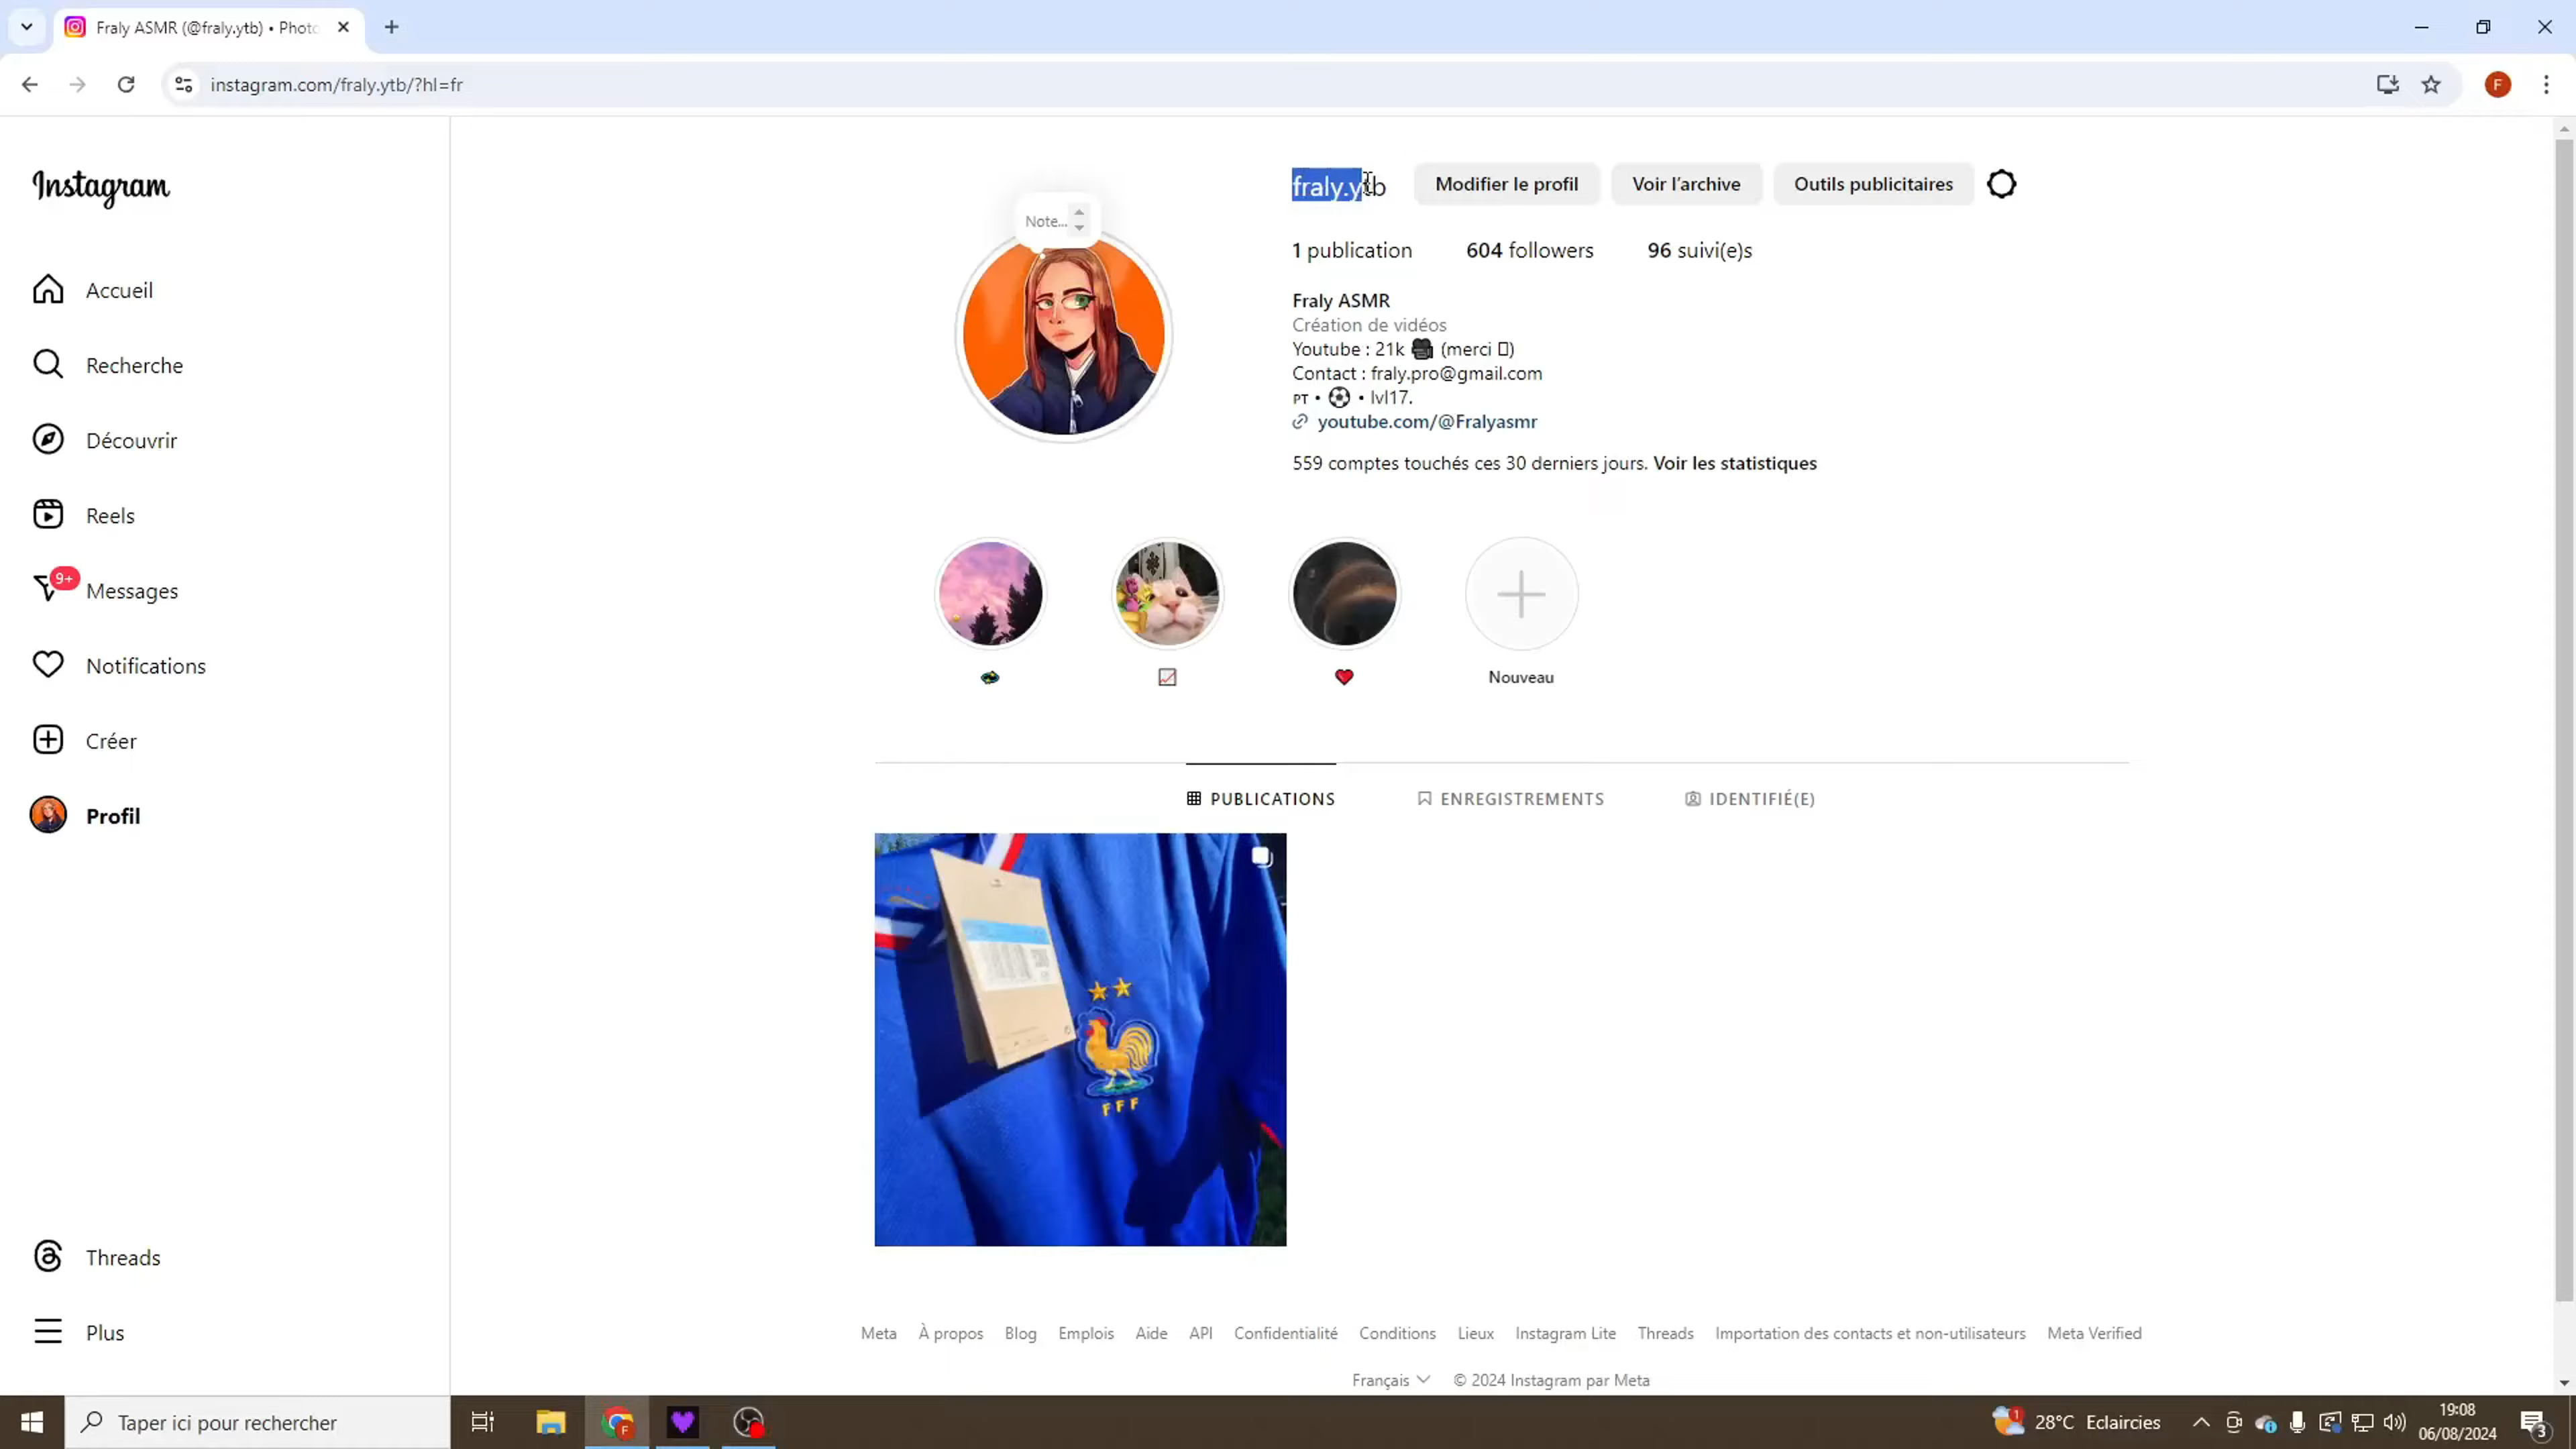 Fraly ASMR (@fraly.ytb) • Photo
instagram.com/fraly.ytb/?hl=fr
F
Instagram
Accueil
Recherche
Découvrir
Reels
9+
Messages
Notifications
Créer
Profil
Threads
Plus
Note...
fraly.ytb
Modifier le profil
Voir l'archive
Outils publicitaires
1 publication
604 followers
96 suivi(e)s
Fraly ASMR
Création de vidéos
Youtube : 21k 🎥 (merci )
Contact : fraly.pro@gmail.com
PT • ⚽ • lvl17.
youtube.com/@Fralyasmr
559 comptes touchés ces 30 derniers jours. Voir les statistiques
Nouveau
PUBLICATIONS
ENREGISTREMENTS
IDENTIFIÉ(E)
FFF
Meta
À propos
Blog
Emplois
Aide
API
Confidentialité
Conditions
Lieux
Instagram Lite
Threads
Importation des contacts et non-utilisateurs
Meta Verified
Français
© 2024 Instagram par Meta
Taper ici pour rechercher
F
1
28°C Eclaircies
19:08
06/08/2024
3